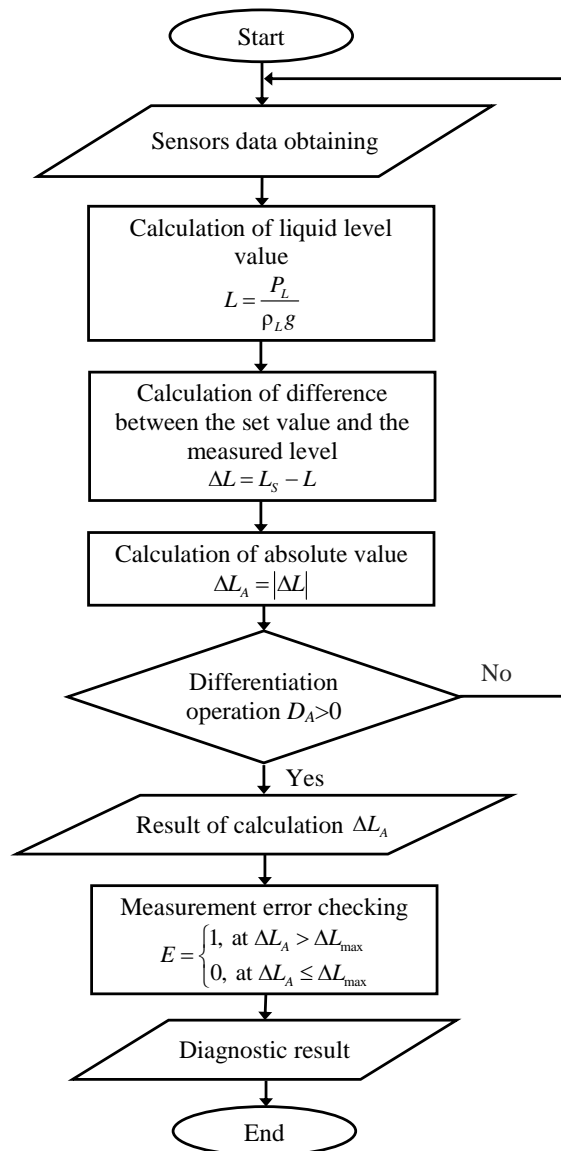 Start
Sensors data obtaining
Calculation of liquid level
value
L = P_L / ρ_L g
Calculation of difference
between the set value and the
measured level
ΔL = L_S − L
Calculation of absolute value
ΔL_A = |ΔL|
Differentiation
operation D_A>0
No
Yes
Result of calculation ΔL_A
Measurement error checking
E = { 1, at ΔL_A > ΔL_max
0, at ΔL_A ≤ ΔL_max
Diagnostic result
End